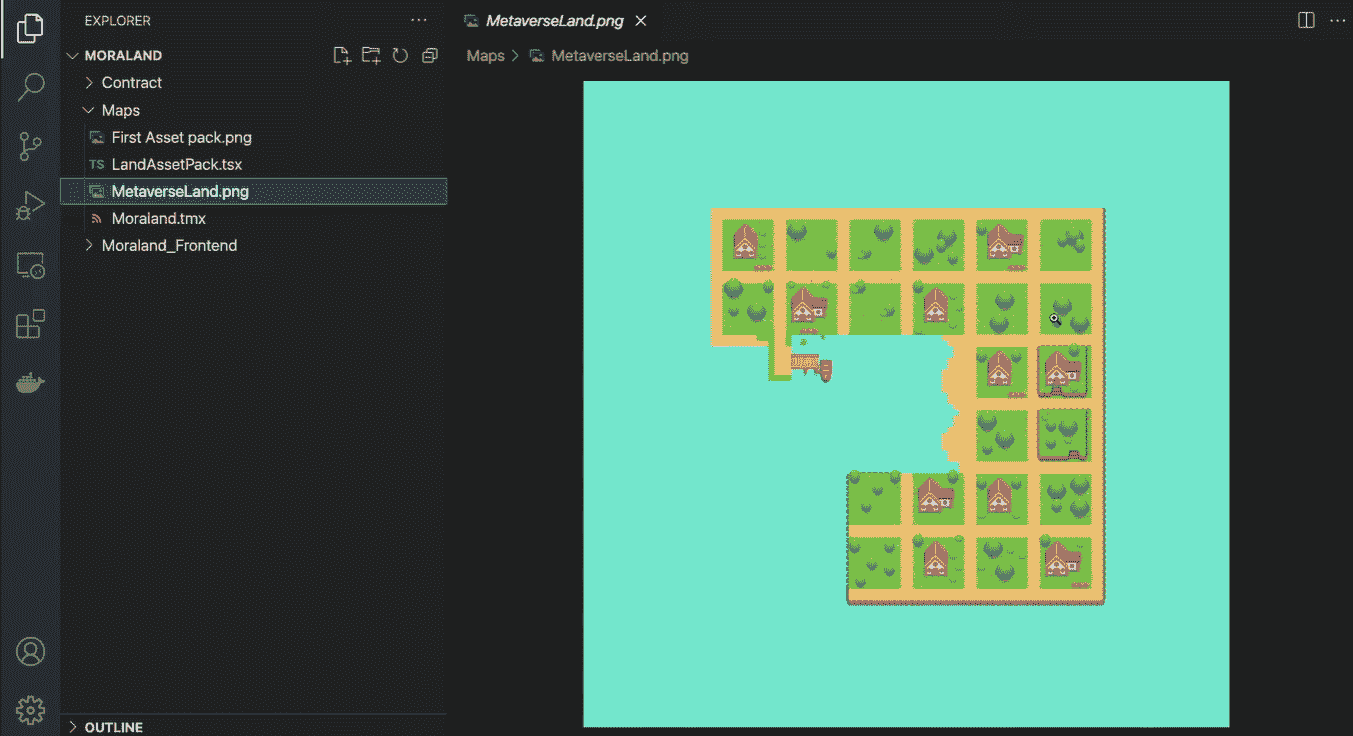 EXPLORER
MORALAND
Contract
Maps
First Asset pack.png
TS LandAssetPack.tsx
MetaverseLand.png
Moraland.tmx
Moraland_Frontend
OUTLINE
MetaverseLand.png
Maps > MetaverseLand.png